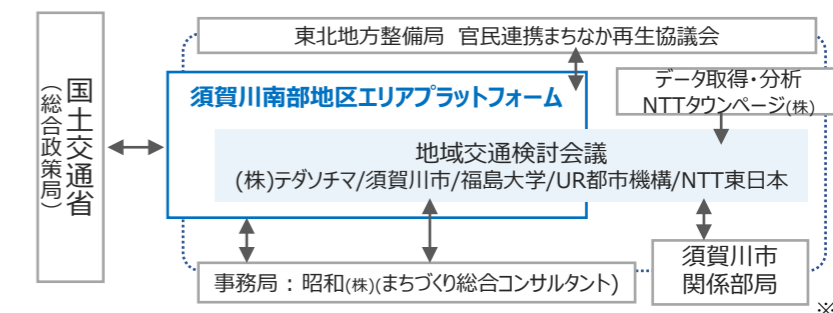 東北地方整備局 官民連携まちなか再生協議会
国土交通省
(総合政策局)
須賀川南部地区エリアプラットフォーム
データ取得・分析
NTTタウンページ(株)
地域交通検討会議
(株)テダソチマ/須賀川市/福島大学/UR都市機構/NTT東日本
事務局：昭和(株)(まちづくり総合コンサルタント)
須賀川市
関係部局
※